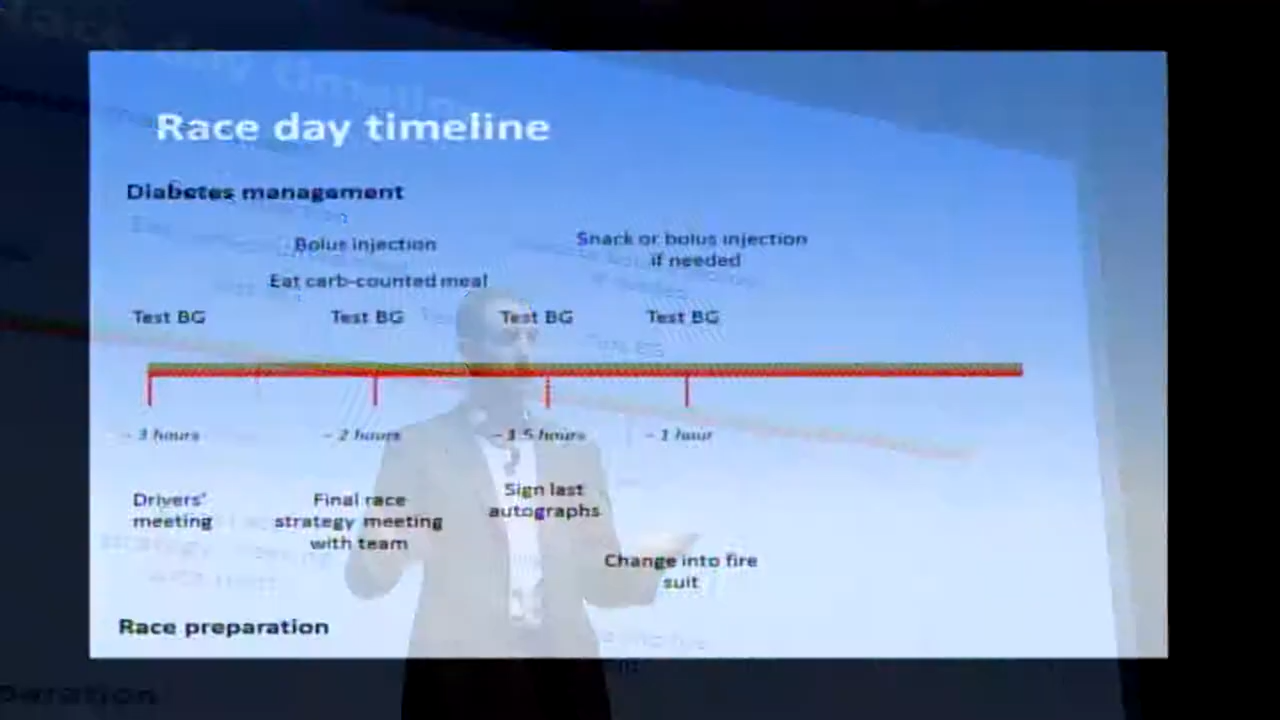 Race day timeline
Diabetes management
Bolus injection
Snack or bolus injection
if needed
Eat carb-counted meal
Test BG
Test BG
Test BG
Test BG
- 3 hours
- 2 hours
- 1.5 hours
- 1 hour
Drivers'
meeting
Final race
strategy meeting
with team
Sign last
autographs
Change into fire
suit
Race preparation